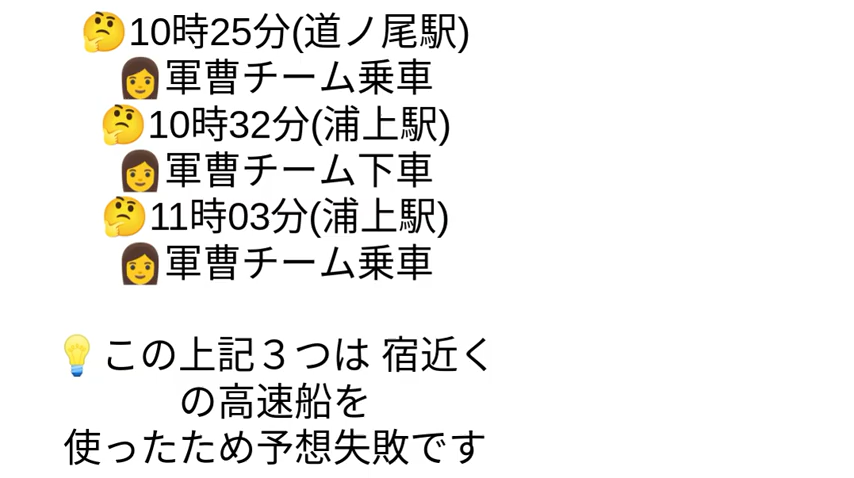 🤔10時25分(道ノ尾駅)
👩軍曹チーム乗車
🤔10時32分(浦上駅)
👩軍曹チーム下車
🤔11時03分(浦上駅)
👩軍曹チーム乗車
💡この上記３つは 宿近く
の高速船を
使ったため予想失敗です